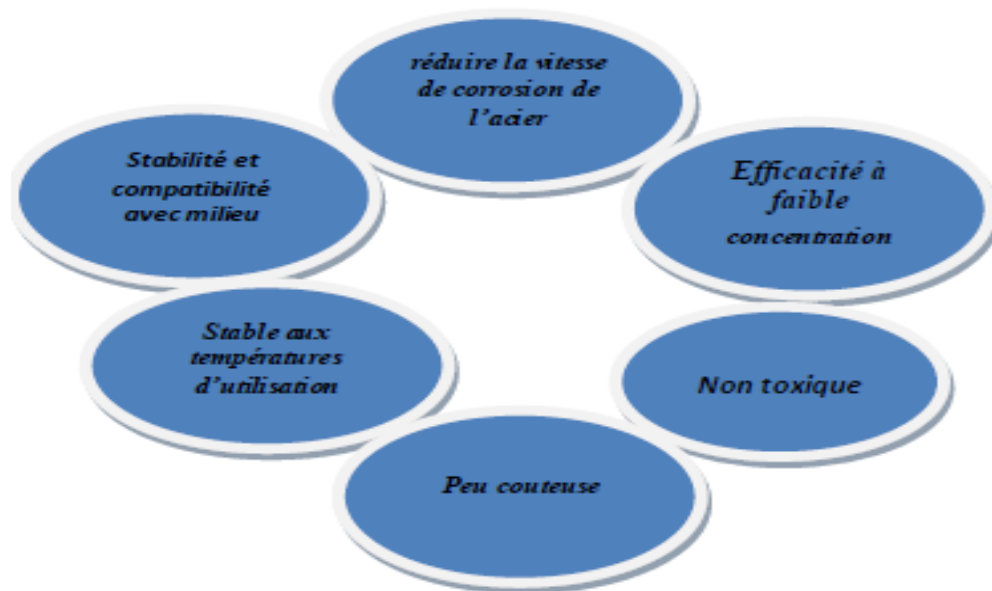 réduire la vitesse
de corrosion de
l'acier
Stabilité et
compatibilité
avec milieu
Efficacité à
faible
concentration
Stable aux
températures
d'utilisation
Non toxique
Peu couteuse